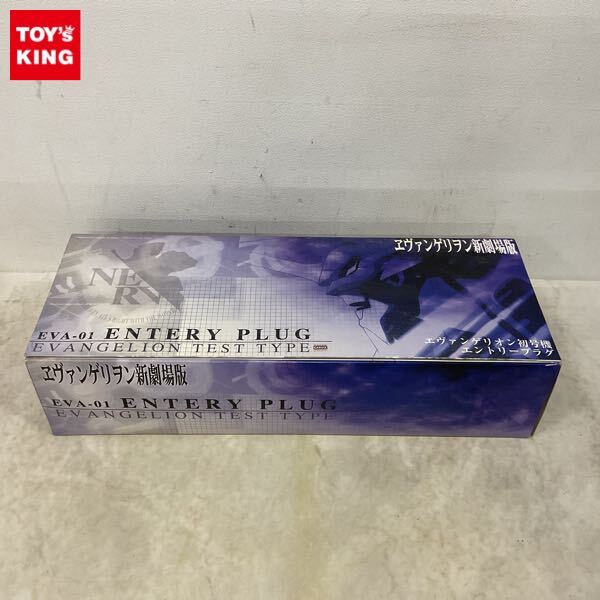 TOY's
KING
ヱヴァンゲリヲン新劇場版
NERV
EVA-01 ENTERY PLUG
EVANGELION TEST TYPE
エヴァンゲリオン初号機
エントリープラグ
ヱヴァンゲリヲン新劇場版
EVA-01 ENTERY PLUG
EVANGELION TEST TYPE